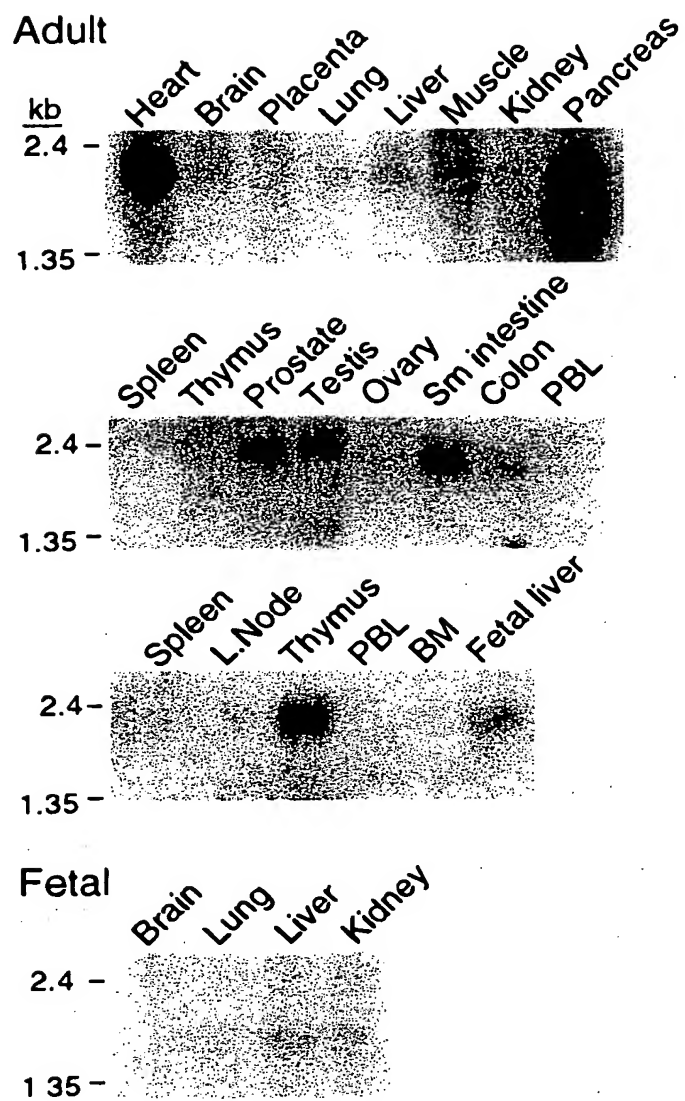 Adult
Heart Brain Placenta Lung Liver Muscle Kidney Pancreas
kb
2.4
1.35
Spleen Thymus Prostate Testis Ovary Sm intestine Colon PBL
2.4
1.35
Spleen L.Node Thymus PBL BM Fetal liver
2.4
1.35
Fetal
Brain Lung Liver Kidney
2.4
1 35